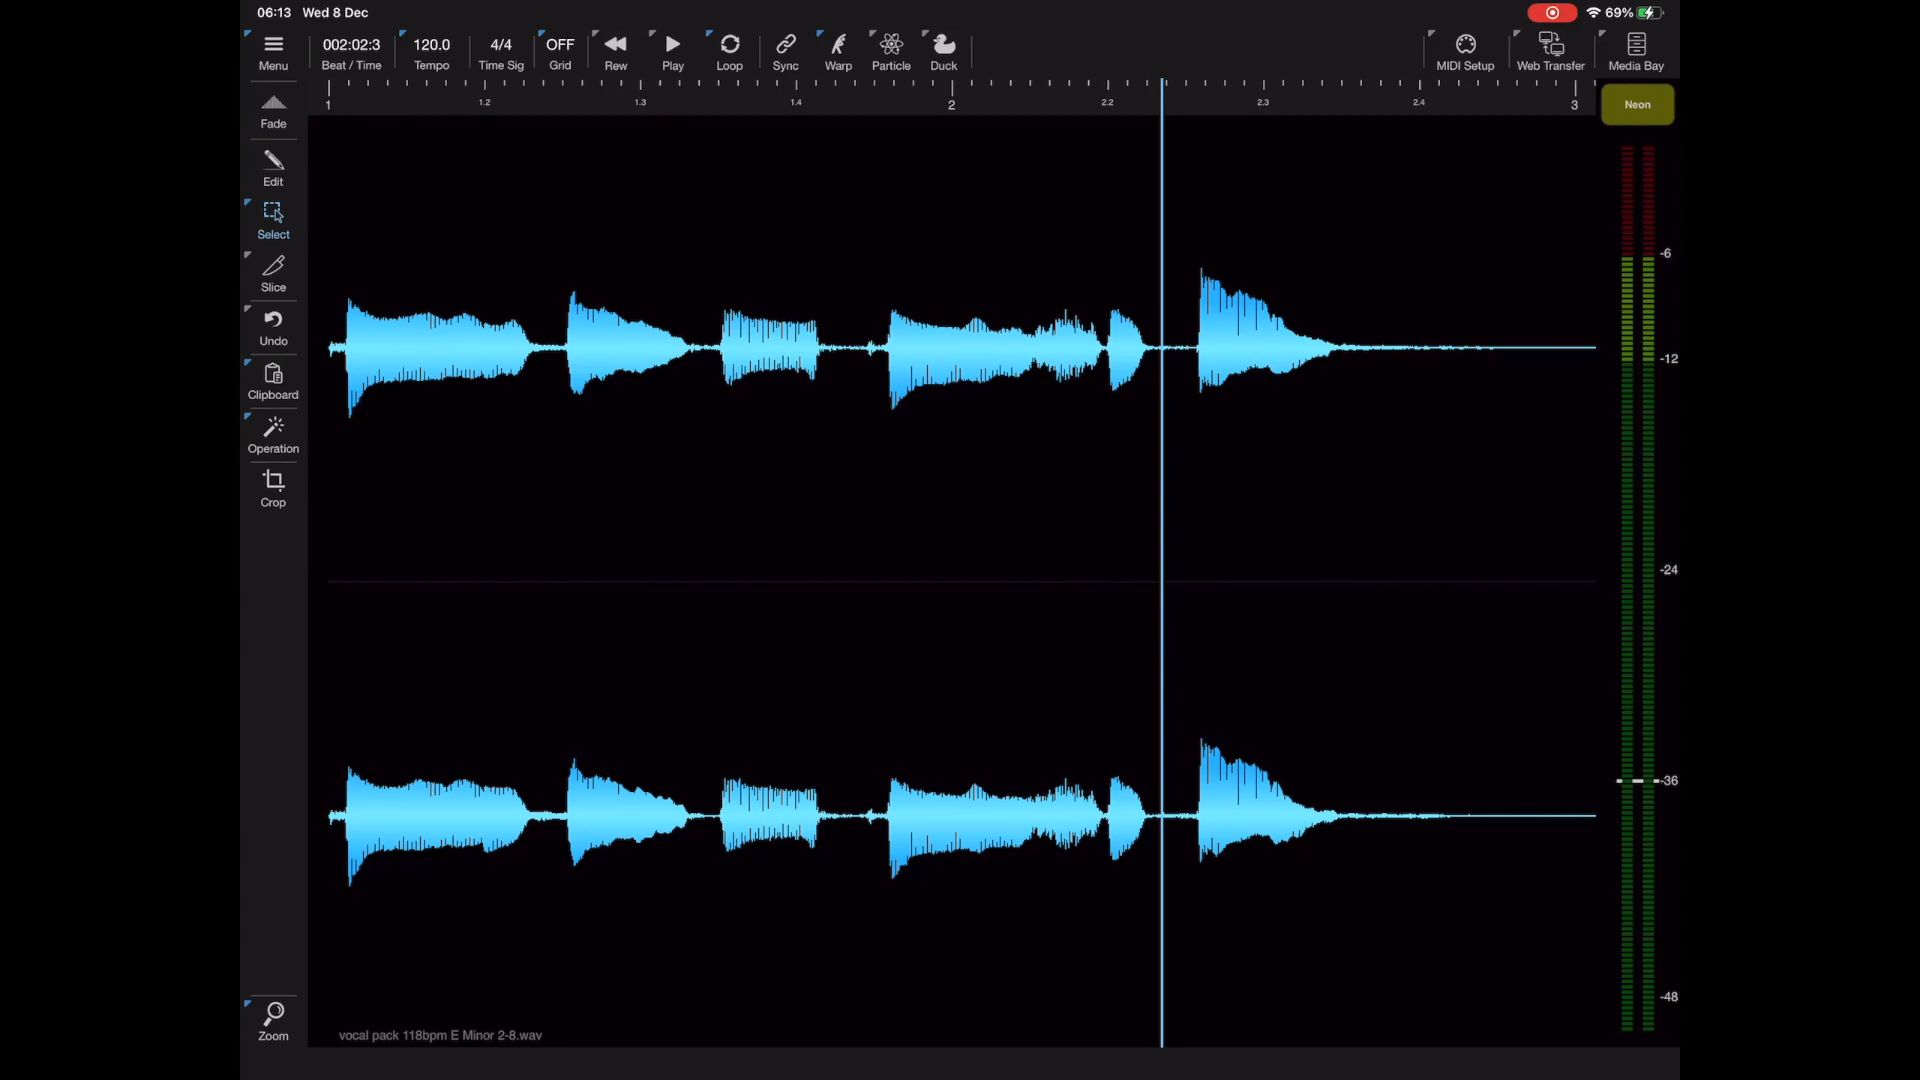 06:13 Wed 8 Dec 69%
002:02:3 120.0 4/4 OFF
Menu Beat / Time Tempo Time Sig Grid Rew Play Loop Sync Warp Particle Duck MIDI Setup Web Transfer Media Bay
1 1.2 1.3 1.4 2 2.2 2.3 2.4 3
Neon
Fade
Edit
Select
Slice
Undo
Clipboard
Operation
Crop
Zoom
-6
-12
-24
-36
-48
vocal pack 118bpm E Minor 2-8.wav